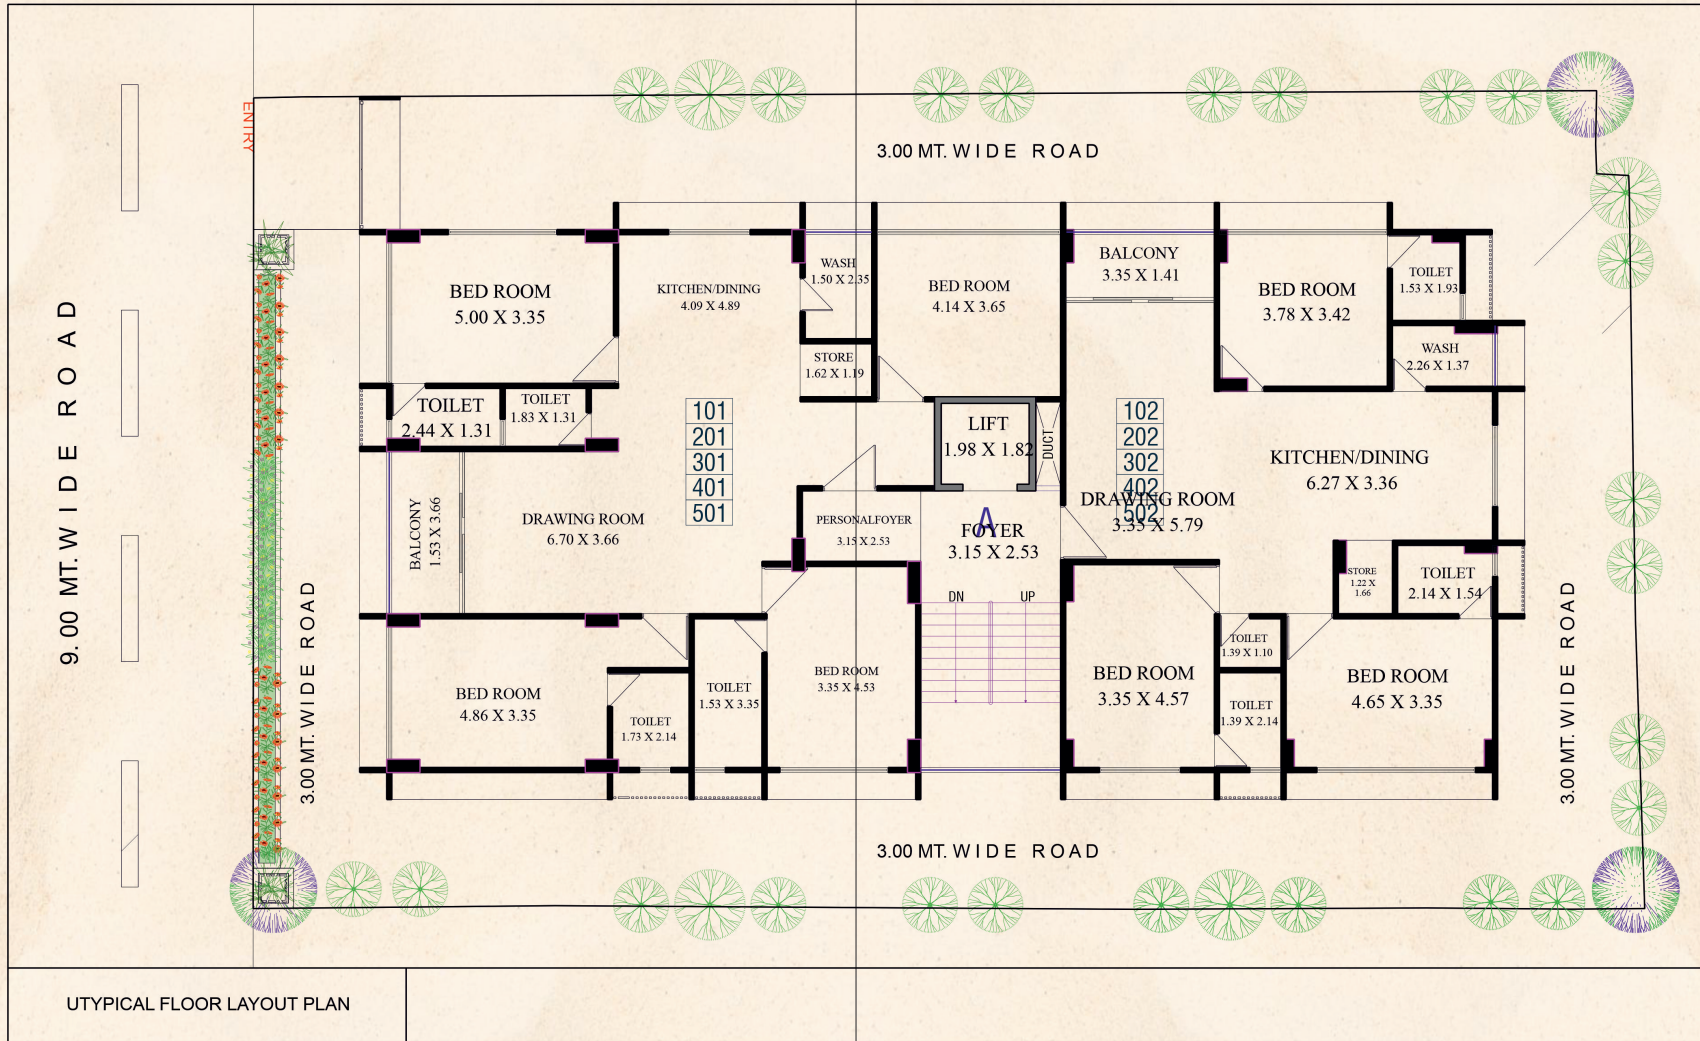 ENTRY
3.00 MT. WIDE ROAD
9.00 MT. WIDE ROAD
3.00 MT. WIDE ROAD
BED ROOM
5.00 X 3.35
KITCHEN/DINING
4.09 X 4.89
WASH
1.50 X 2.35
STORE
1.62 X 1.19
BED ROOM
4.14 X 3.65
BALCONY
3.35 X 1.41
BED ROOM
3.78 X 3.42
TOILET
1.53 X 1.93
WASH
2.26 X 1.37
TOILET
2.44 X 1.31
TOILET
1.83 X 1.31
101
201
301
401
501
LIFT
1.98 X 1.82
DUCT
102
202
302
402
502
DRAWING ROOM
3.35 X 5.79
KITCHEN/DINING
6.27 X 3.36
BALCONY
1.53 X 3.66
DRAWING ROOM
6.70 X 3.66
PERSONALFOYER
3.15 X 2.53
A
FOYER
3.15 X 2.53
DN
UP
STORE
1.22 X
1.66
TOILET
2.14 X 1.54
BED ROOM
4.86 X 3.35
TOILET
1.73 X 2.14
TOILET
1.53 X 3.35
BED ROOM
3.35 X 4.53
BED ROOM
3.35 X 4.57
TOILET
1.39 X 1.10
TOILET
1.39 X 2.14
BED ROOM
4.65 X 3.35
3.00 MT. WIDE ROAD
3.00 MT. WIDE ROAD
UTYPICAL FLOOR LAYOUT PLAN